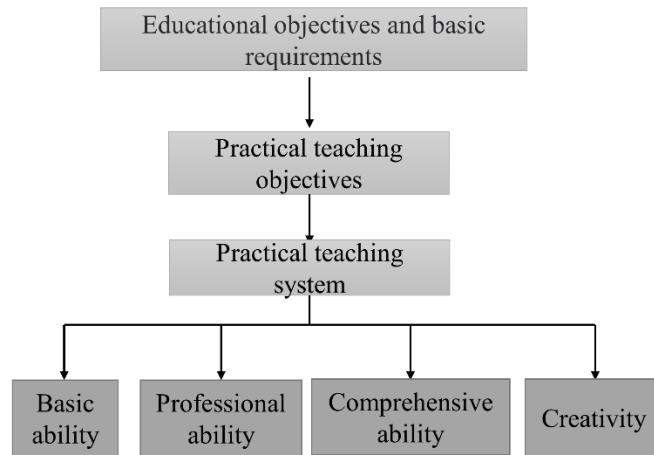 Educational objectives and basic
requirements
Practical teaching
objectives
Practical teaching
system
Basic
ability
Professional
ability
Comprehensive
ability
Creativity